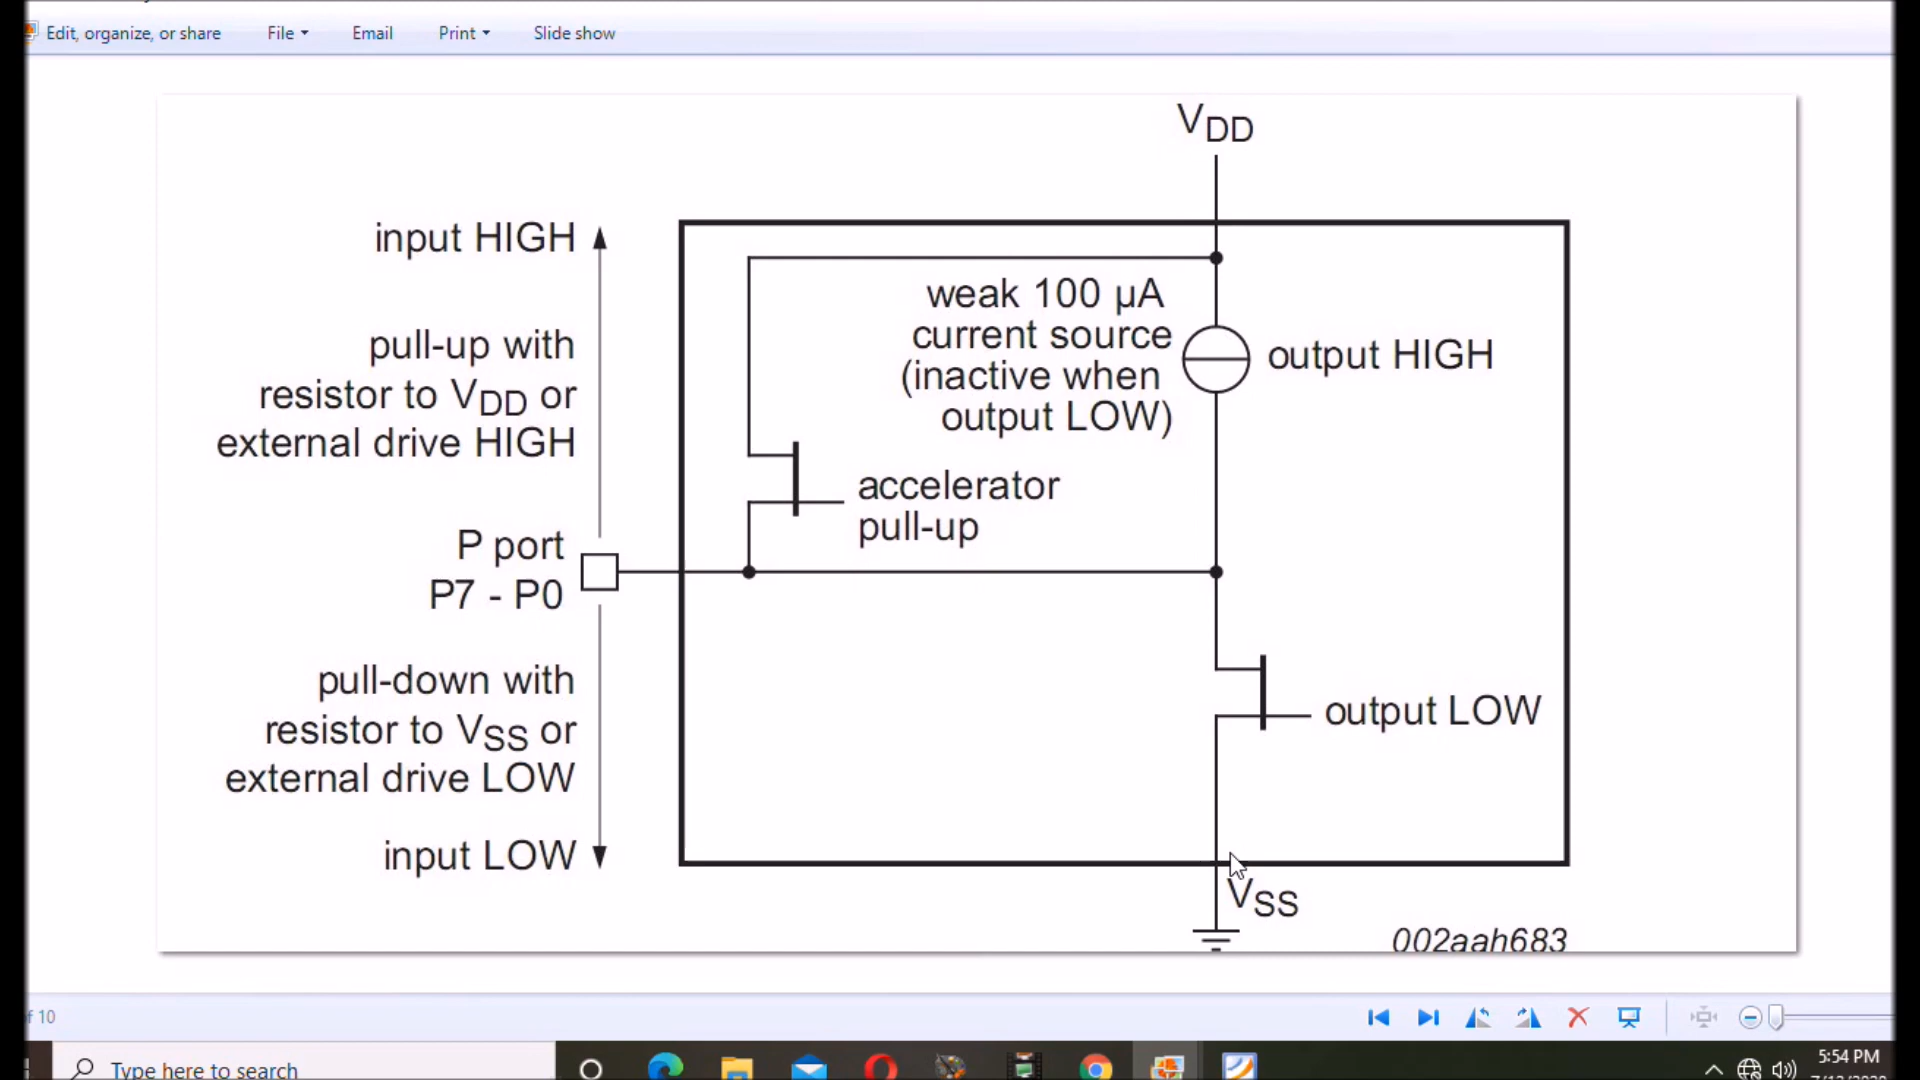 Edit, organize, or share File Email Print Slide show
VDD
input HIGH
pull-up with
resistor to VDD or
external drive HIGH
weak 100 µA
current source
(inactive when
output LOW)
output HIGH
accelerator
pull-up
P port
P7 - P0
pull-down with
resistor to VSS or
external drive LOW
input LOW
output LOW
VSS
002aah683
of 10
Type here to search
5:54 PM